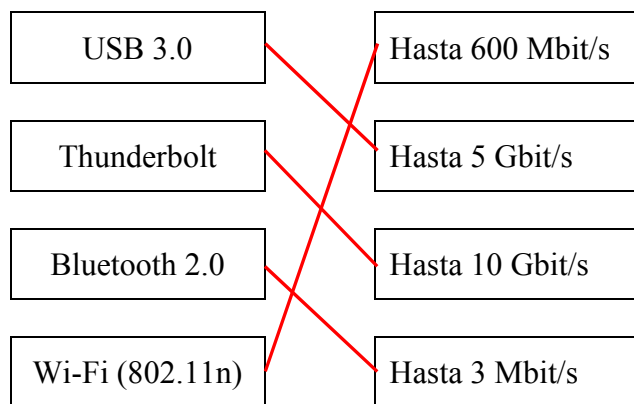 USB 3.0
Hasta 600 Mbit/s
Thunderbolt
Hasta 5 Gbit/s
Bluetooth 2.0
Hasta 10 Gbit/s
Wi-Fi (802.11n)
Hasta 3 Mbit/s